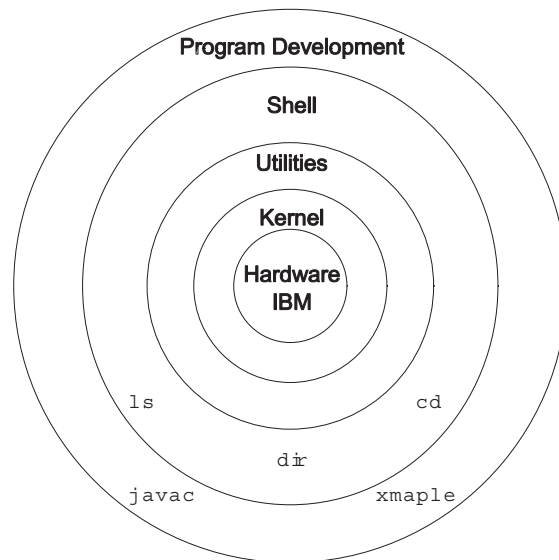 Program Development
Shell
Utilities
Kernel
Hardware
IBM
ls cd
dir
javac xmaple